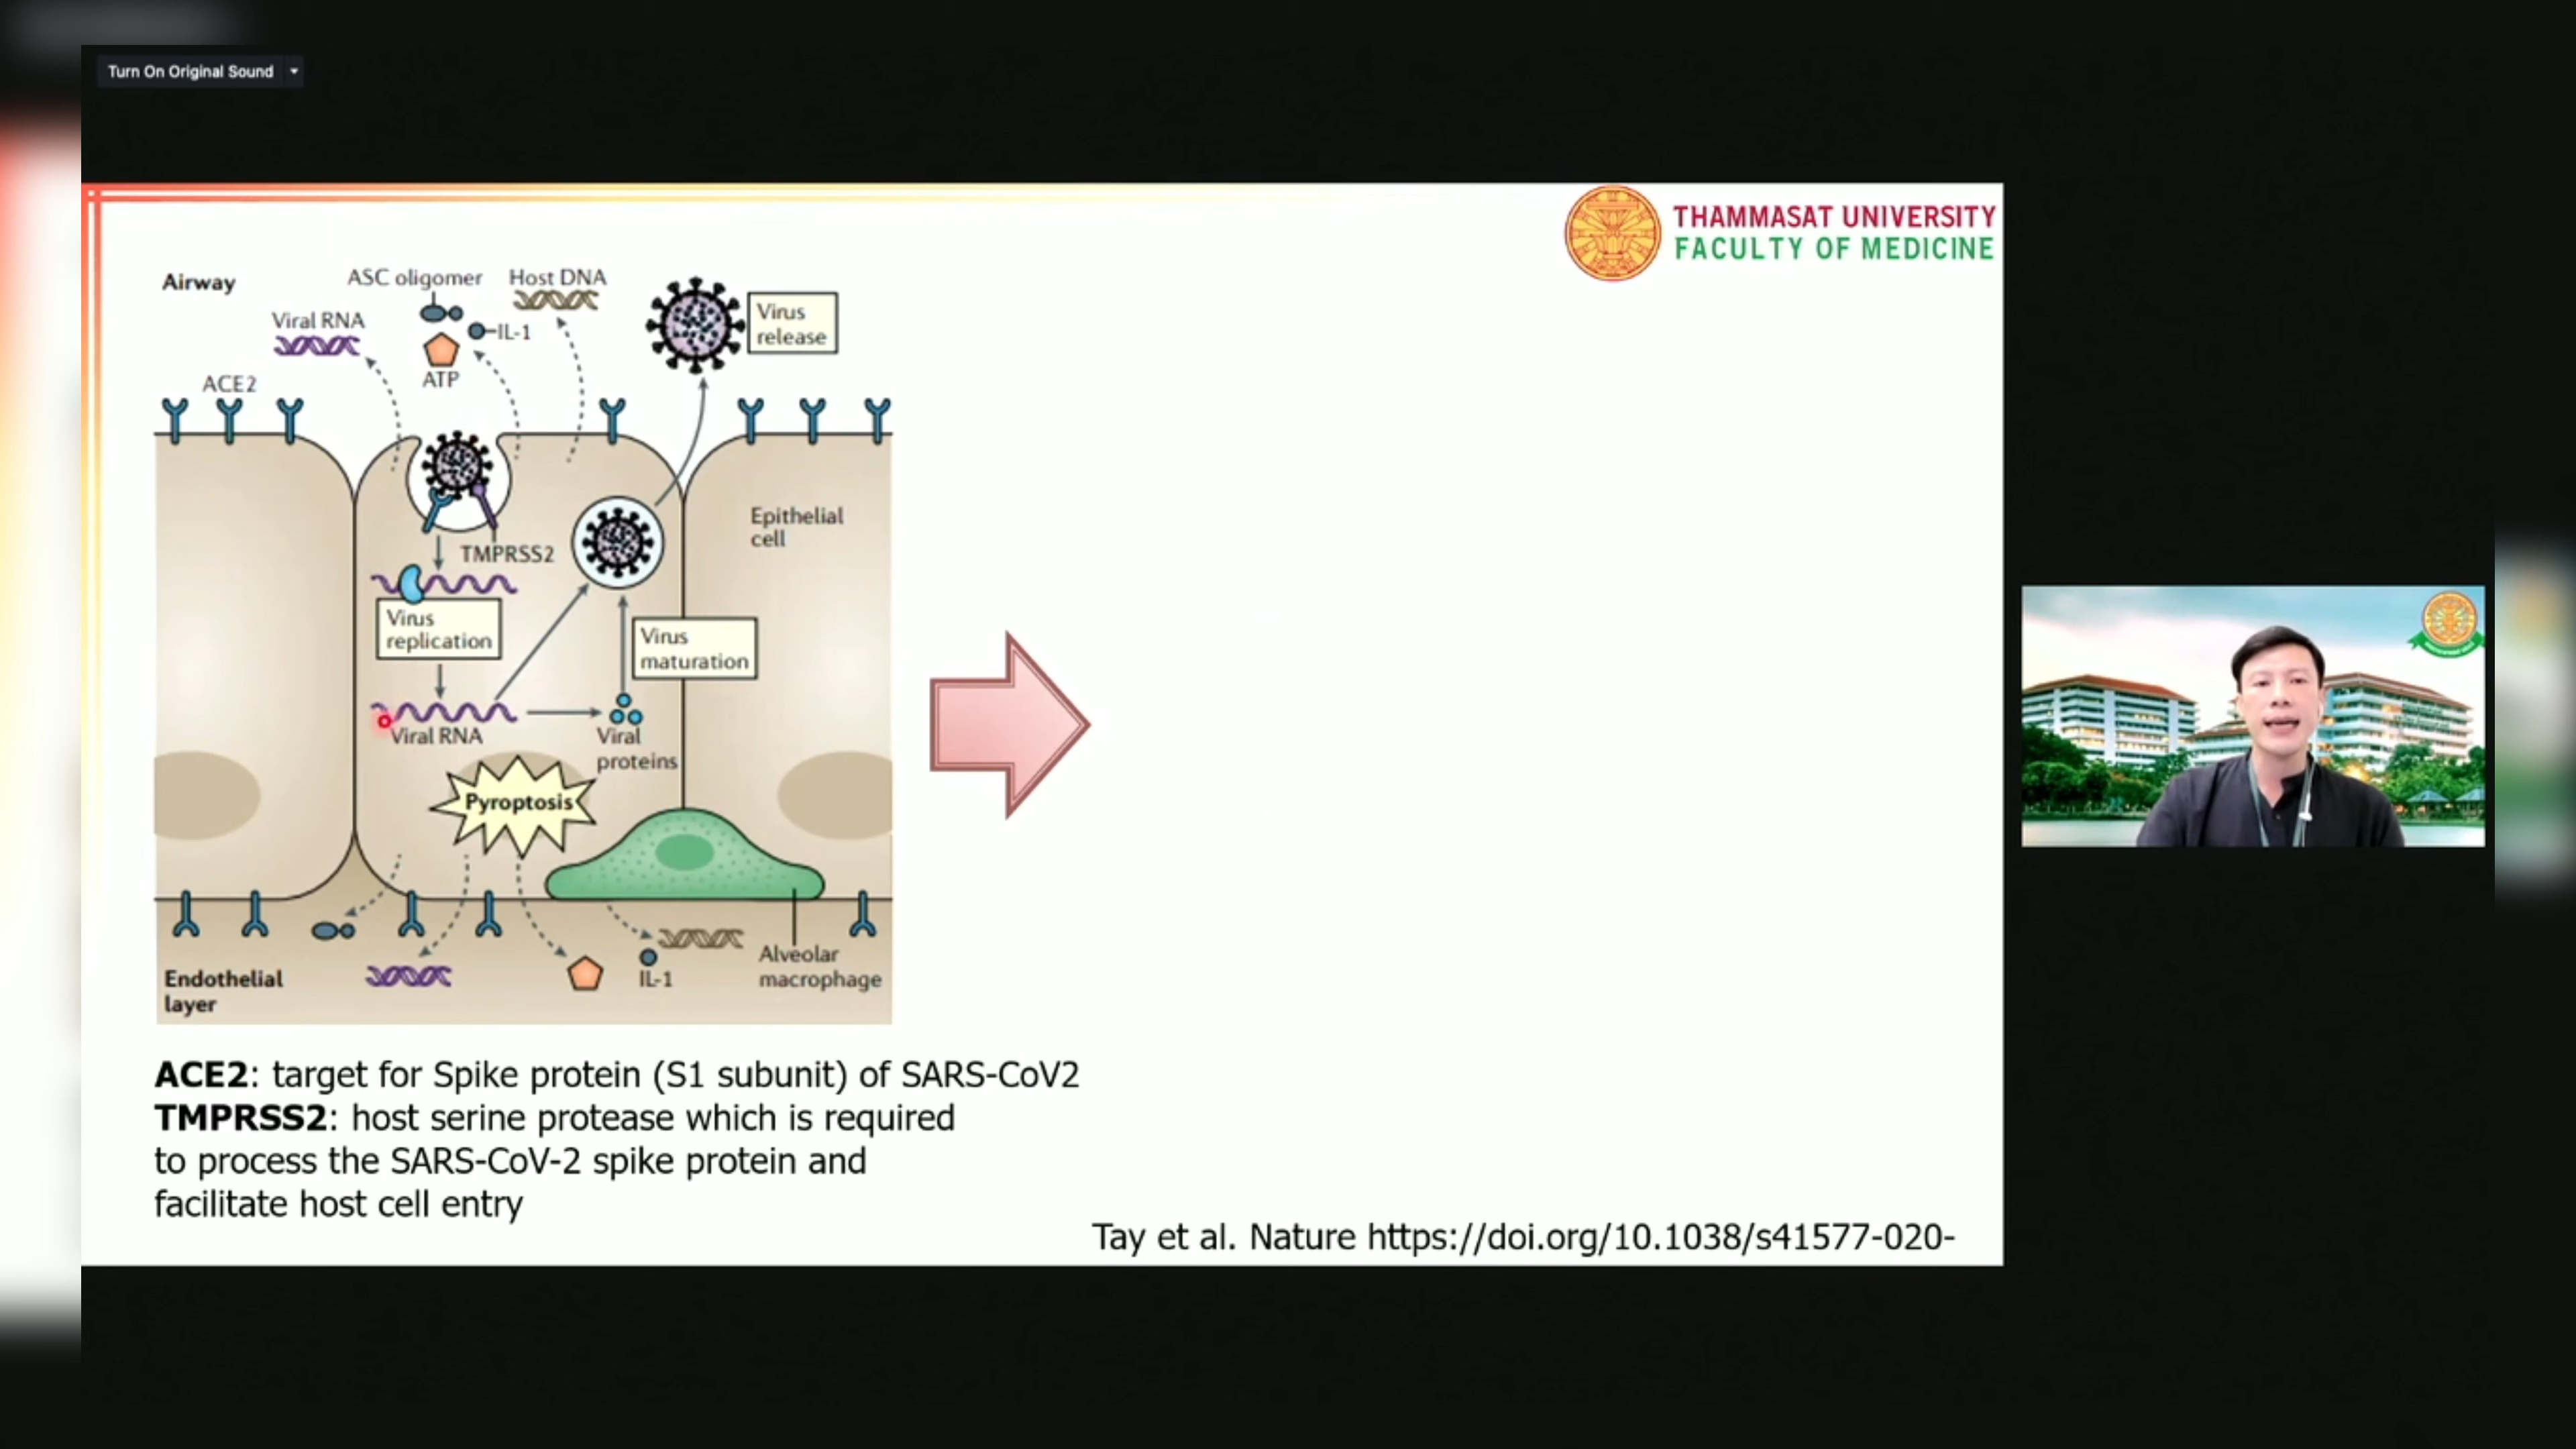 Turn On Original Sound
THAMMASAT UNIVERSITY
FACULTY OF MEDICINE
Airway
ASC oligomer
Host DNA
Viral RNA
IL-1
ATP
ACE2
Virus
release
TMPRSS2
Epithelial
cell
Virus
replication
Virus
maturation
Viral RNA
Viral
proteins
Pyroptosis
Endothelial
layer
IL-1
Alveolar
macrophage
ACE2: target for Spike protein (S1 subunit) of SARS-CoV2
TMPRSS2: host serine protease which is required
to process the SARS-CoV-2 spike protein and
facilitate host cell entry
Tay et al. Nature https://doi.org/10.1038/s41577-020-